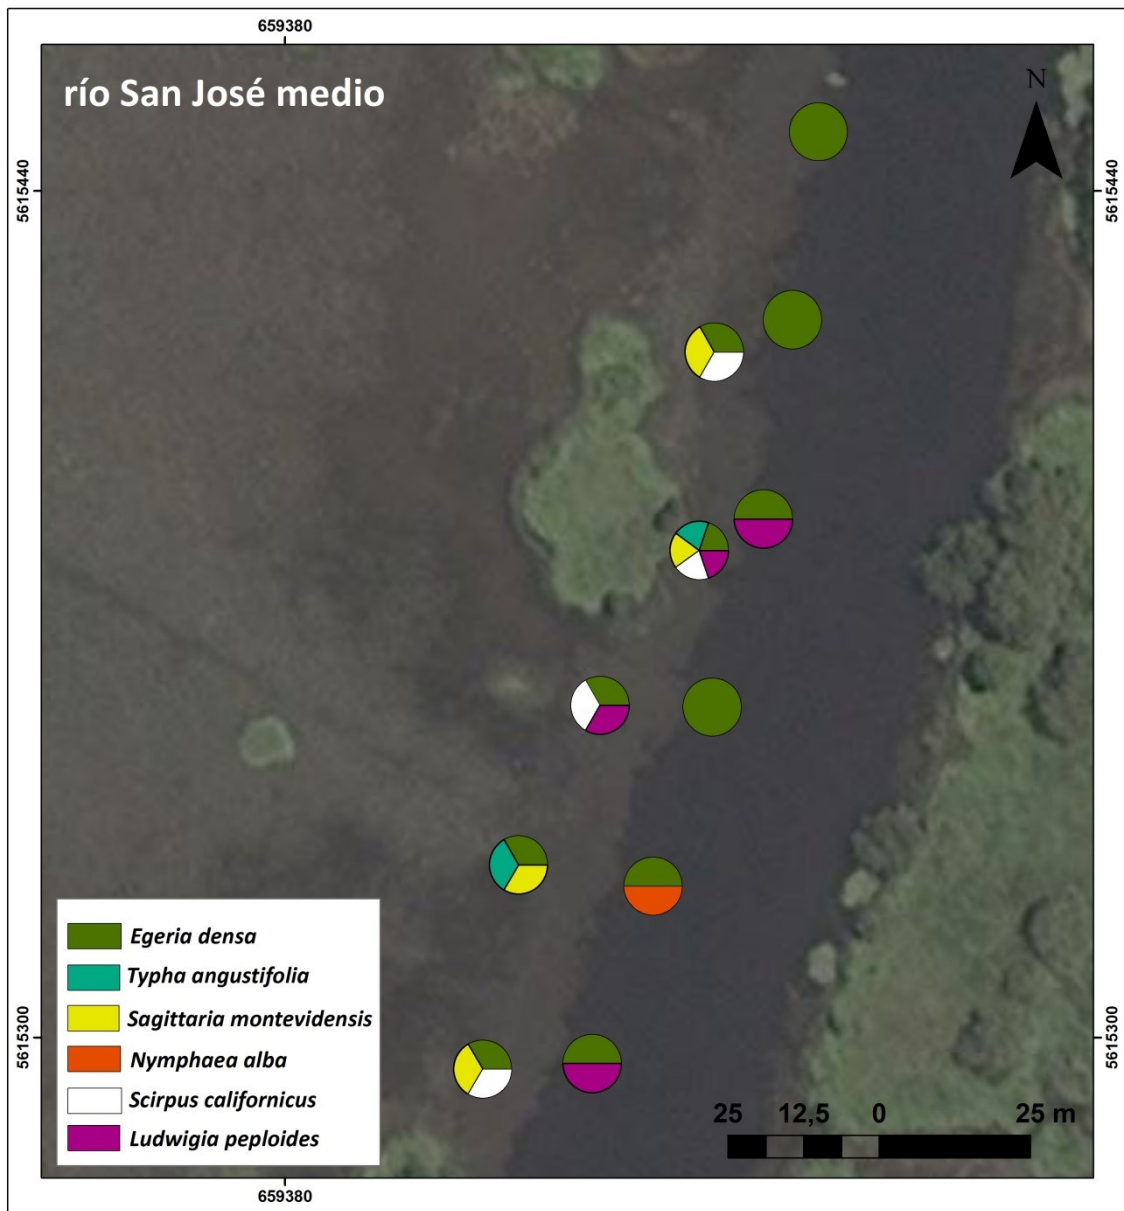 659380
río San José medio
N
5615440
5615440
Egeria densa
Typha angustifolia
Sagittaria montevidensis
Nymphaea alba
Scirpus californicus
Ludwigia peploides
5615300
5615300
25 12,5 0 25 m
659380